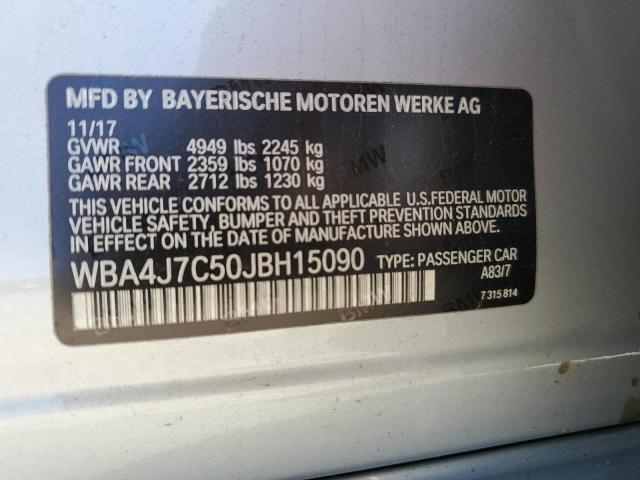 MFD BY BAYERISCHE MOTOREN WERKE AG
11/17
GVWR 4949 lbs 2245 kg
GAWR FRONT 2359 lbs 1070 kg
GAWR REAR 2712 lbs 1230 kg
THIS VEHICLE CONFORMS TO ALL APPLICABLE U.S.FEDERAL MOTOR
VEHICLE SAFETY, BUMPER AND THEFT PREVENTION STANDARDS
IN EFFECT ON THE DATE OF MANUFACTURE SHOWN ABOVE.
WBA4J7C50JBH15090 TYPE: PASSENGER CAR
A83/7
7 315 814